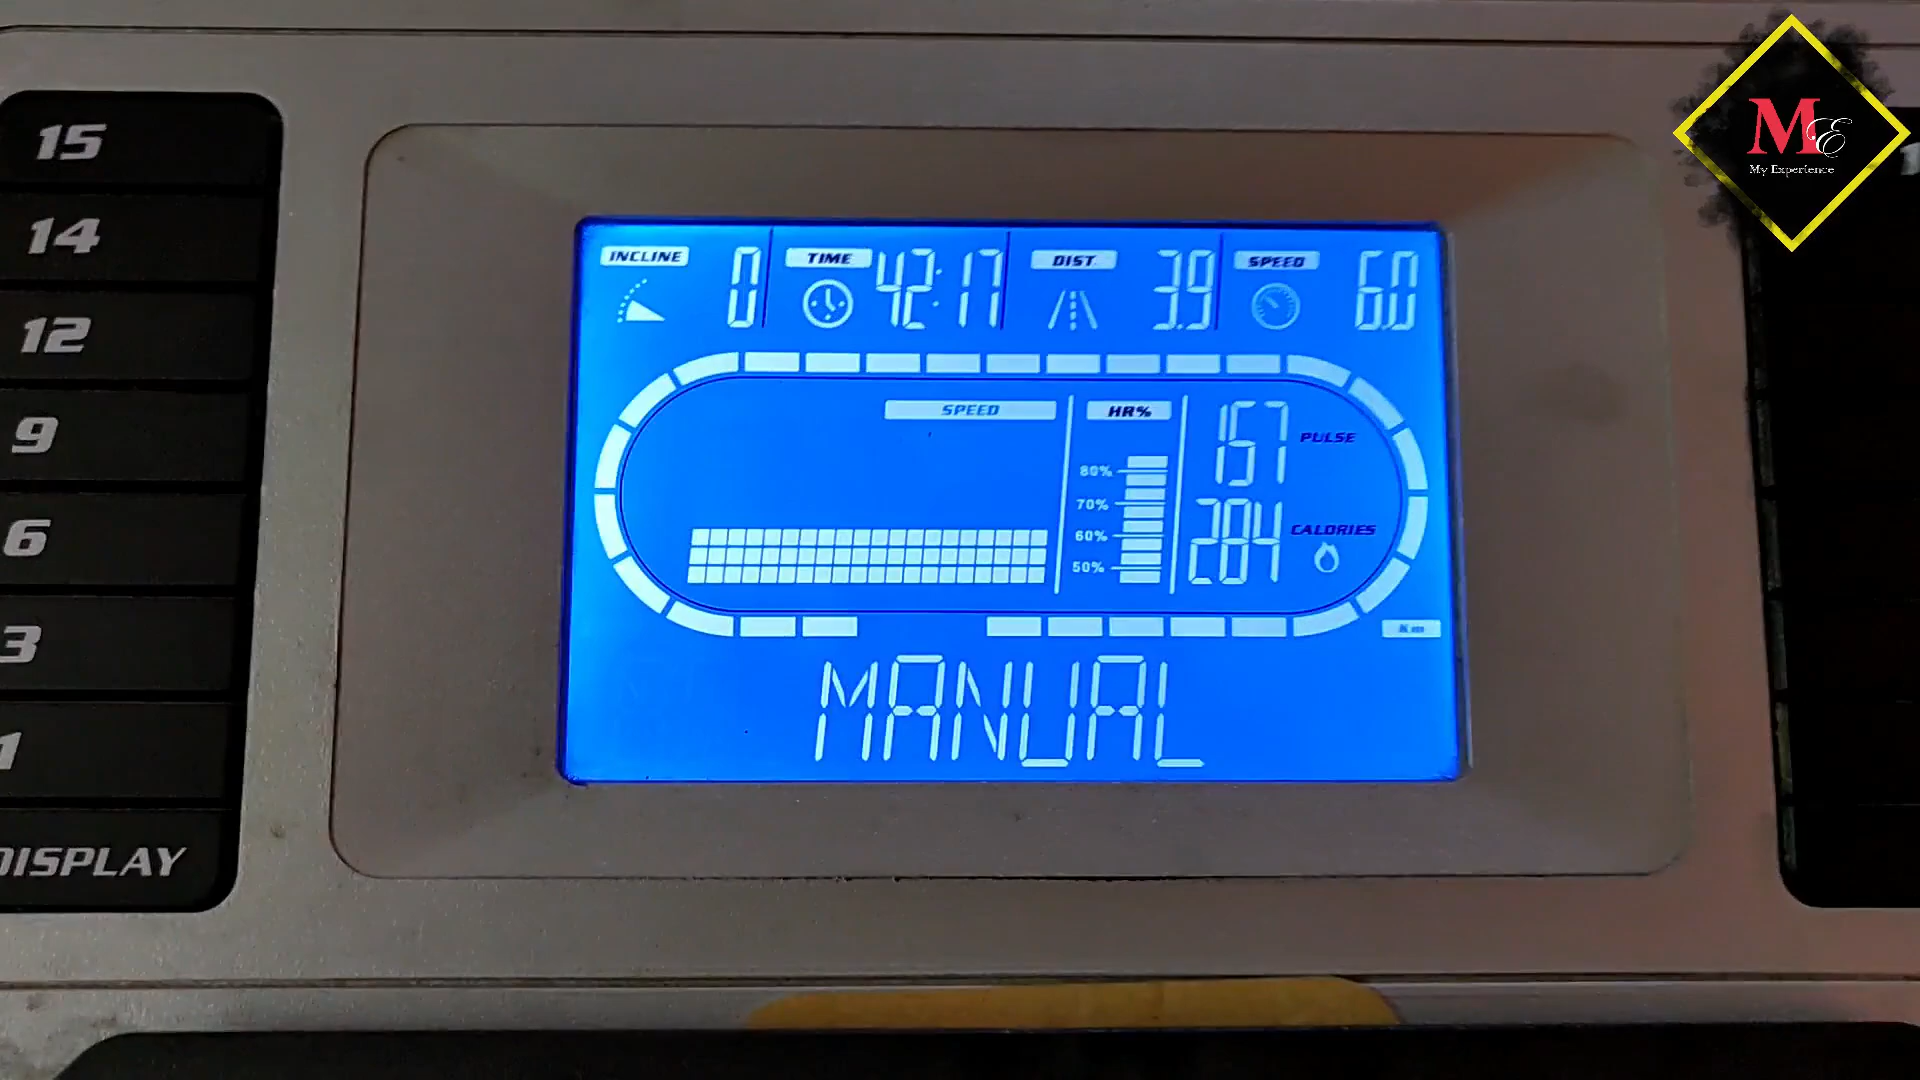 M.E
My Experience
15
14
12
9
6
3
1
DISPLAY
INCLINE 0
TIME 42:17
DIST. 3.9
SPEED 6.0
SPEED
HR%
80%
70%
60%
50%
157 PULSE
284 CALORIES
Km
MANUAL